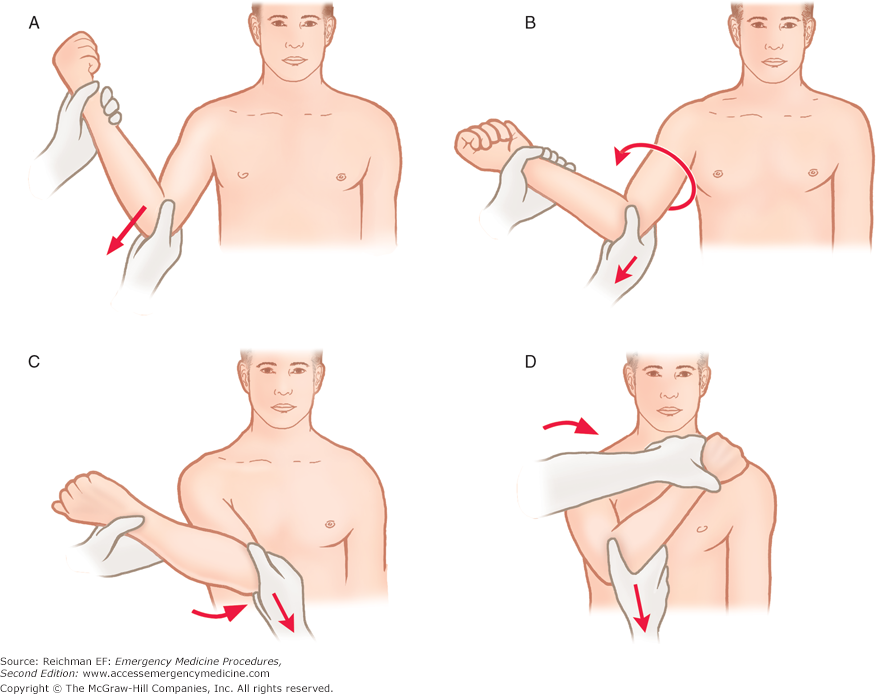 A
B
C
D
Source: Reichman EF: Emergency Medicine Procedures,
Second Edition: www.accessemergencymedicine.com
Copyright © The McGraw-Hill Companies, Inc. All rights reserved.